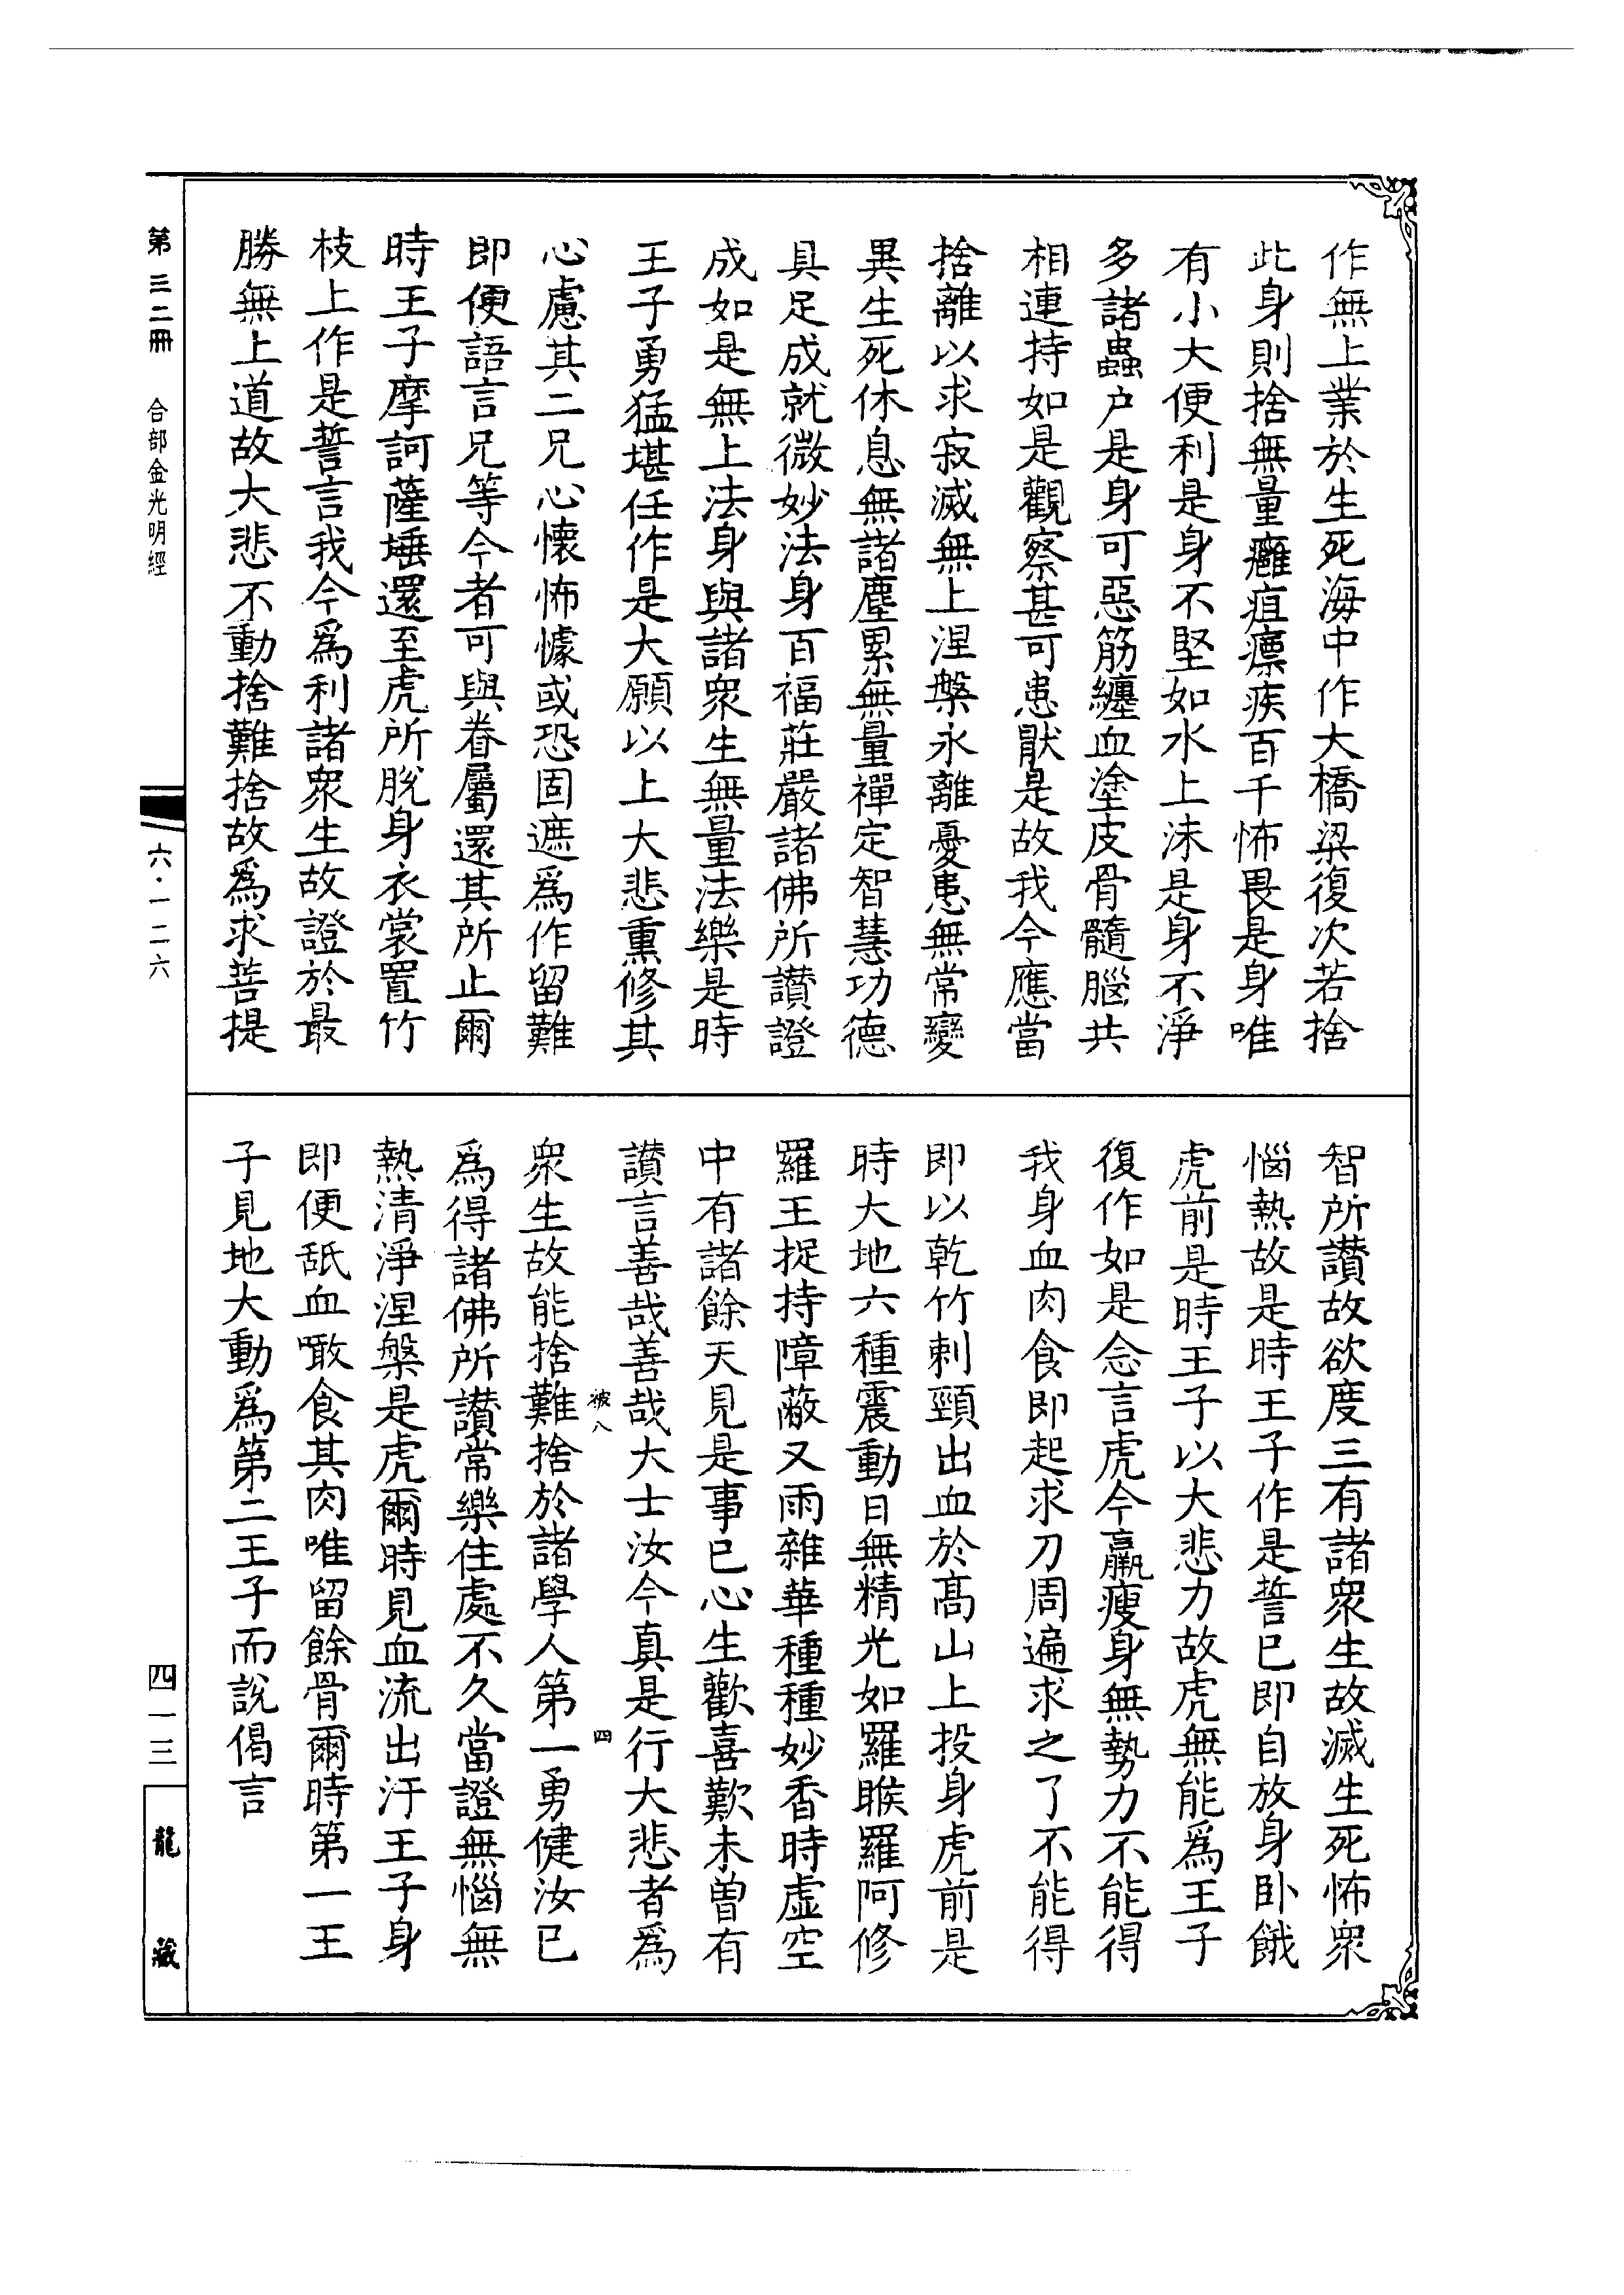 作無上業於生死海中作大橋梁復次若捨
此身則捨無量癰疽瘭疾百千怖畏是身唯
有小大便利是身不堅如水上沫是身不淨
多諸蟲户是身可惡筋纏血塗皮骨髓腦共
相連持如是觀察甚可患厭是故我今應當
捨離以求寂滅無上涅槃永離憂患無常變
異生死休息無諸塵累無量禪定智慧功德
具足成就微妙法身百福莊嚴諸佛所讚證
成如是無上法身與諸衆生無量法樂是時
王子勇猛堪任作是大願以上大悲熏修其
心慮其二兄心懷怖懅或恐固遮爲作留難
即便語言兄等今者可與眷屬還其所止爾
時王子摩訶薩埵還至虎所脫身衣裳置竹
枝上作是誓言我今爲利諸衆生故證於最
勝無上道故大悲不動捨難捨故爲求菩提
智所讚故欲度三有諸衆生故滅生死怖衆
惱熱故是時王子作是誓已即自放身卧餓
虎前是時王子以大悲力故虎無能爲王子
復作如是念言虎今羸瘦身無勢力不能得
我身血肉食即起求刀周遍求之了不能得
即以乾竹刺頸出血於高山上投身虎前是
時大地六種震動日無精光如羅睺羅阿修
羅王捉持障蔽又雨雜華種種妙香時虛空
中有諸餘天見是事已心生歡喜歎未曾有
讚言善哉善哉大士汝今真是行大悲者爲
被八
四
衆生故能捨難捨於諸學人第一勇健汝已
爲得諸佛所讚常樂住處不久當證無惱無
熱清淨涅槃是虎爾時見血流出汙王子身
即便舐血噉食其肉唯留餘骨爾時第一王
子見地大動爲第二王子而說偈言
第三二冊
合部金光明經
六·一二六
四一三
龍藏